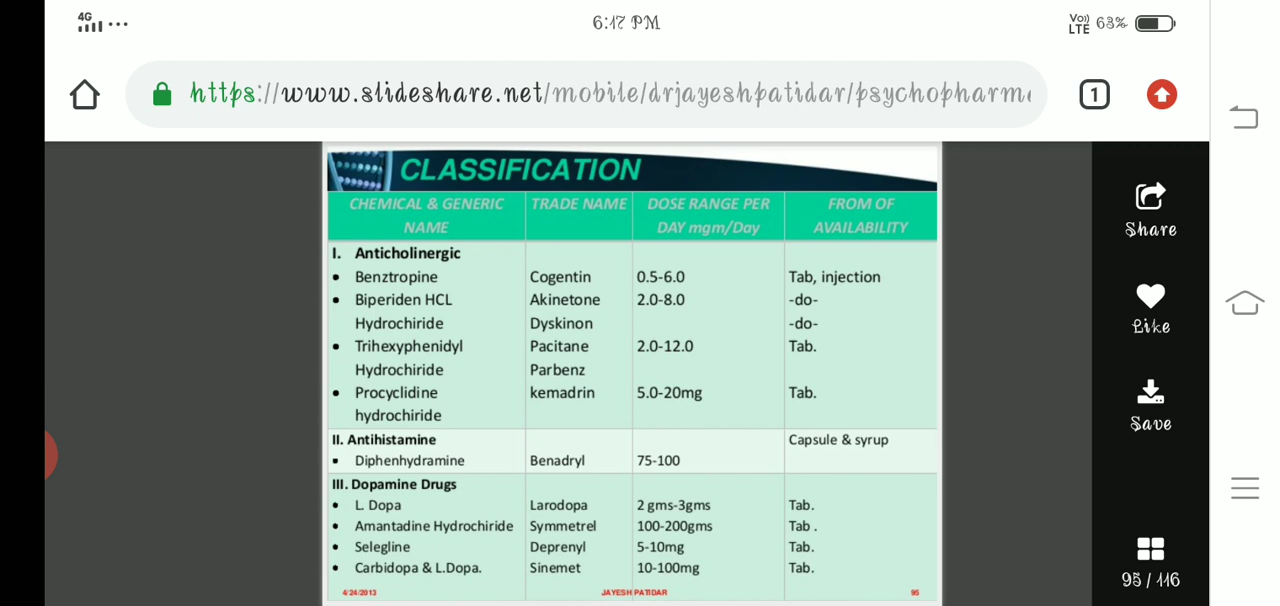 4G 6:17 PM Vo)) LTE 63%
https://www.slideshare.net/mobile/drjayeshpatidar/psychopharm
1
CLASSIFICATION
CHEMICAL & GENERIC NAME TRADE NAME DOSE RANGE PER DAY mgm/Day FROM OF AVAILABILITY
I. Anticholinergic
• Benztropine Cogentin 0.5-6.0 Tab, injection
• Biperiden HCL Akinetone 2.0-8.0 -do-
Hydrochiride Dyskinon -do-
• Trihexyphenidyl Pacitane 2.0-12.0 Tab.
Hydrochiride Parbenz
• Procyclidine kemadrin 5.0-20mg Tab.
hydrochiride
II. Antihistamine Capsule & syrup
• Diphenhydramine Benadryl 75-100
III. Dopamine Drugs
• L. Dopa Larodopa 2 gms-3gms Tab.
• Amantadine Hydrochiride Symmetrel 100-200gms Tab .
• Selegline Deprenyl 5-10mg Tab.
• Carbidopa & L.Dopa. Sinemet 10-100mg Tab.
4/24/2013 JAYESH PATIDAR 95
Share
Like
Save
95 / 116